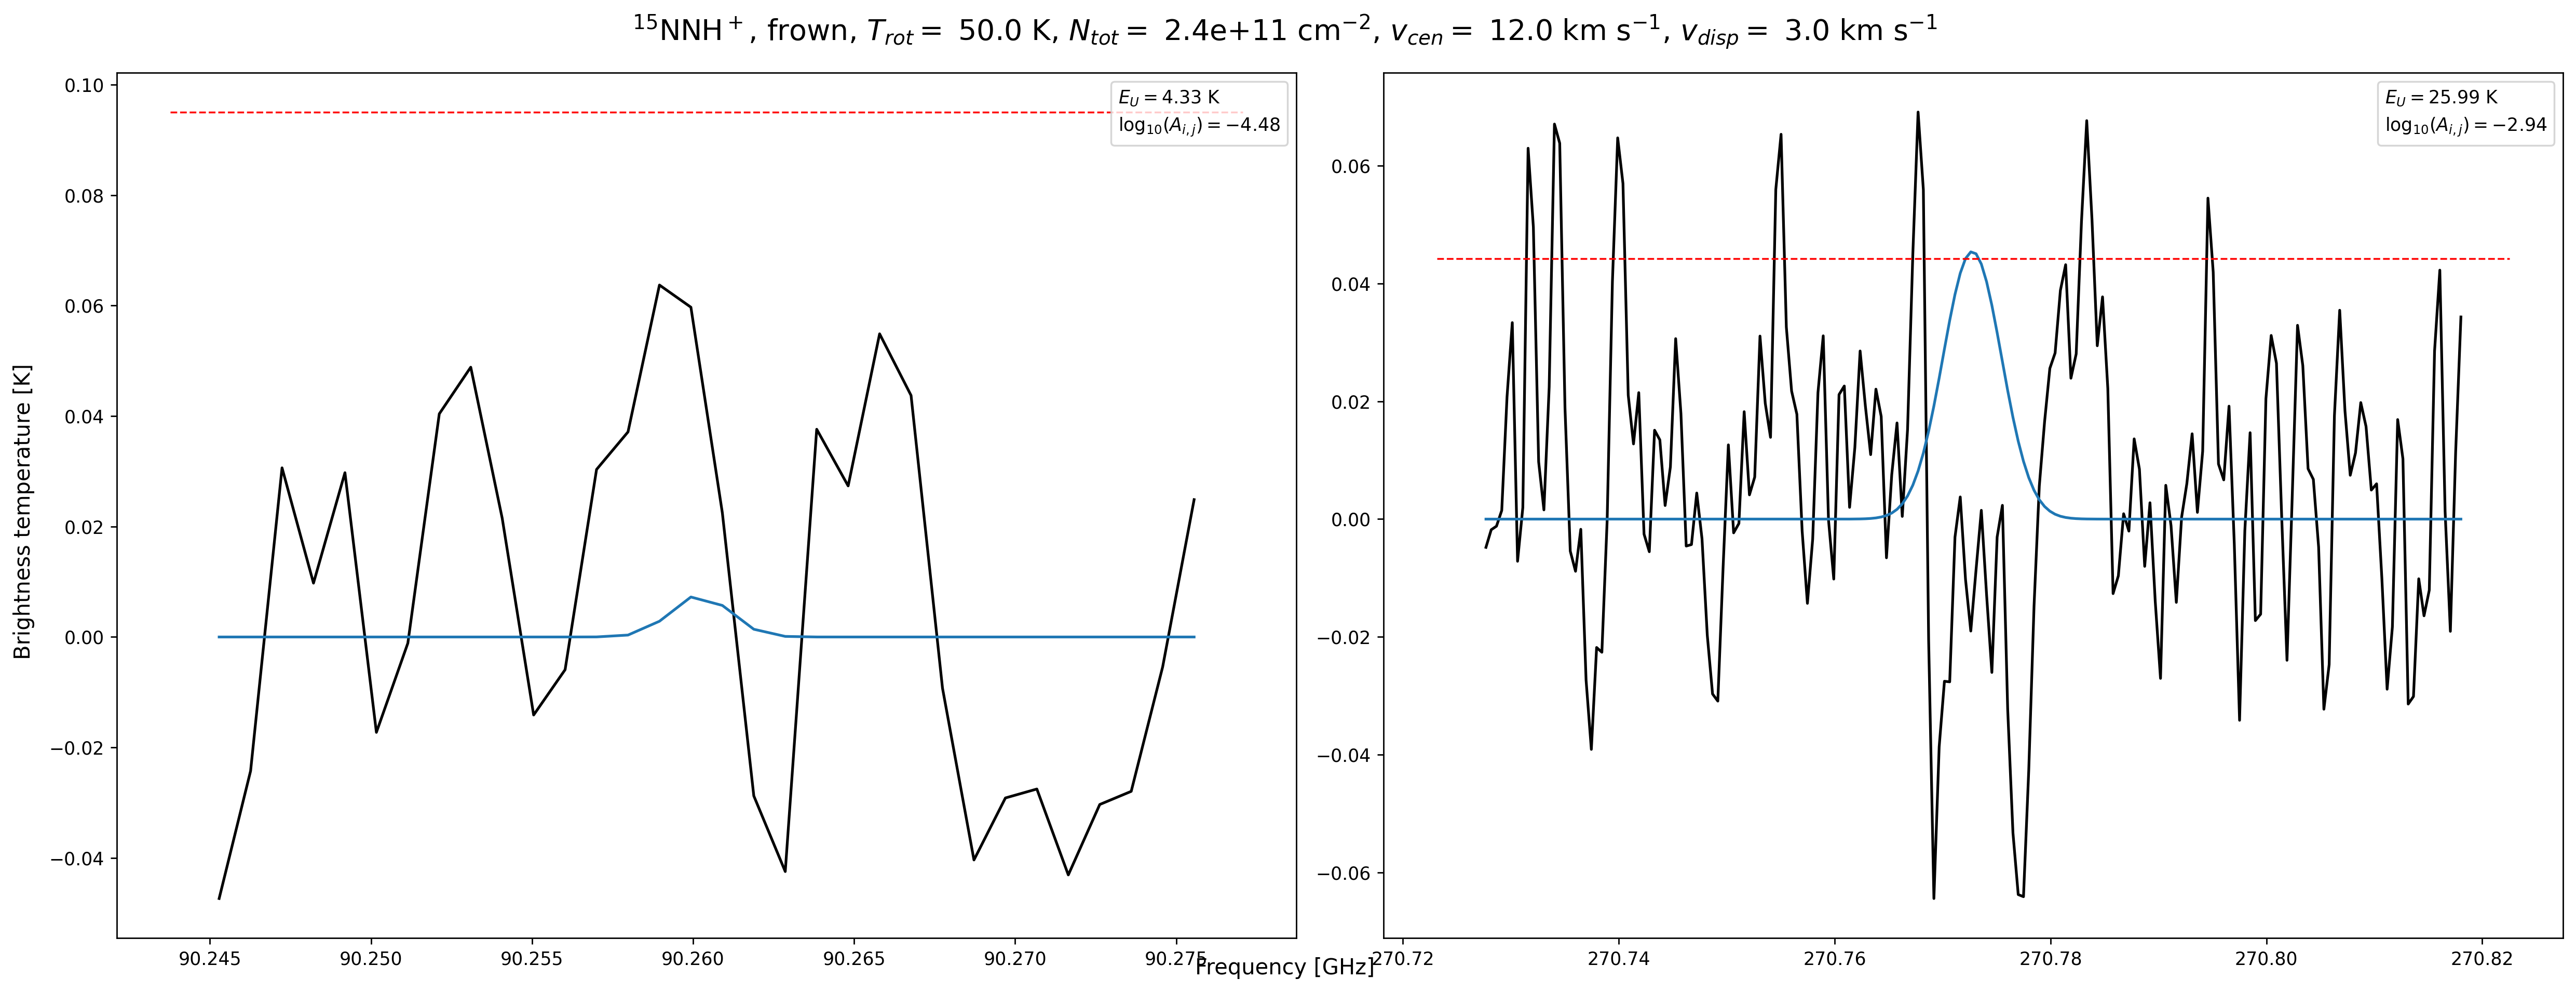 ¹⁵NNH⁺, frown, T_rot = 50.0 K, N_tot = 2.4e+11 cm⁻², v_cen = 12.0 km s⁻¹, v_disp = 3.0 km s⁻¹
Brightness temperature [K]
0.10
0.08
0.06
0.04
0.02
0.00
−0.02
−0.04
E_U = 4.33 K
log₁₀(A_i,j) = −4.48
90.245 90.250 90.255 90.260 90.265 90.270 90.275
0.06
0.04
0.02
0.00
−0.02
−0.04
−0.06
E_U = 25.99 K
log₁₀(A_i,j) = −2.94
270.72 270.74 270.76 270.78 270.80 270.82
Frequency [GHz]